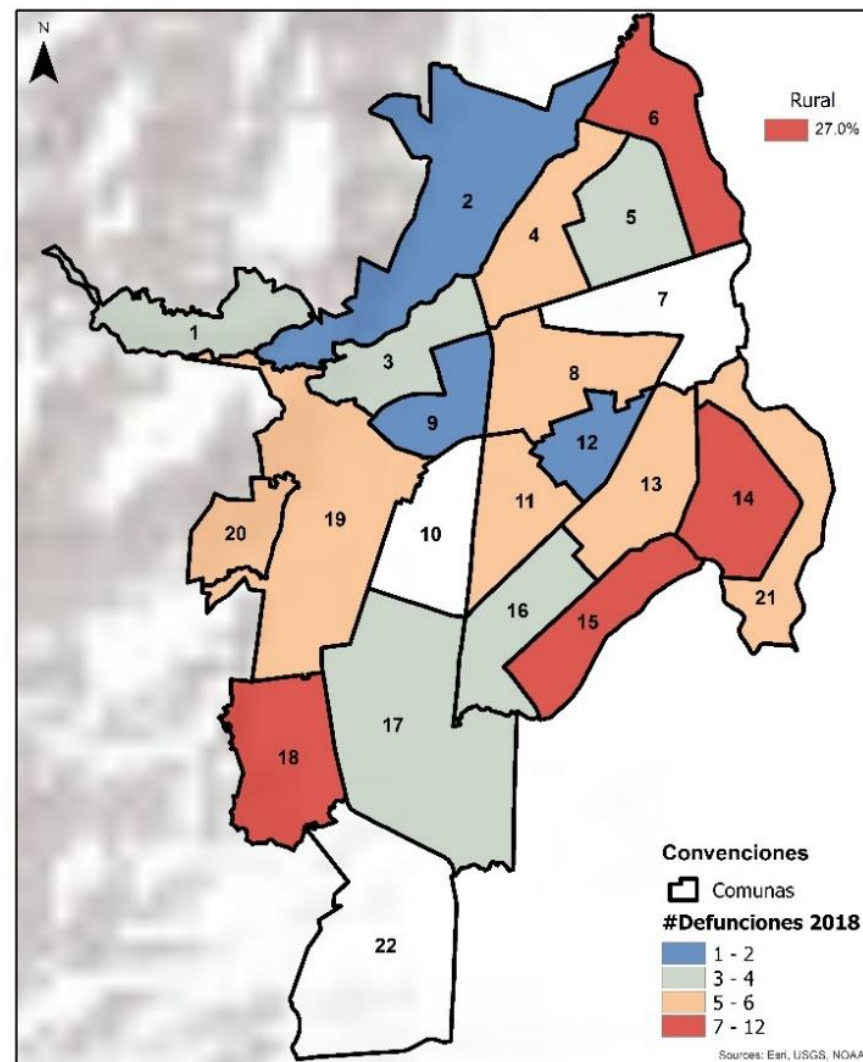 N
6
Rural
27.0%
2
4
5
7
1
3
8
9
12
13
14
11
10
19
20
21
16
15
17
18
22
Convenciones
Comunas
#Defunciones 2018
1 - 2
3 - 4
5 - 6
7 - 12
Sources: Esri, USGS, NOAA